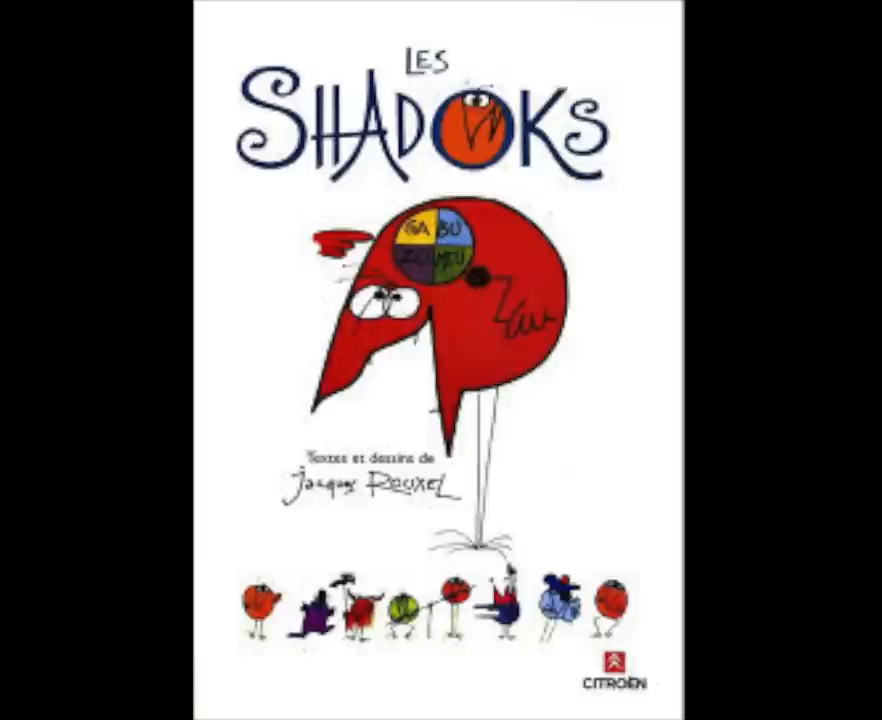 LES
SHADOKS
GA BU
ZO MEU
Textes et dessins de
Jacques ROUXEL
CITROËN